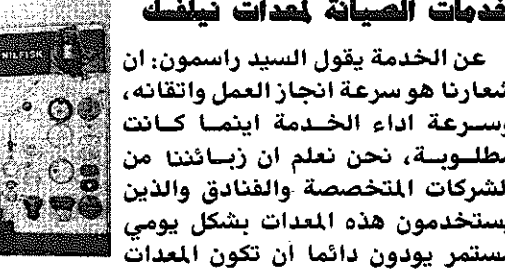 خدمات الصيانة لمعدات نيلفسك
عن الخدمة يقول السيد راسمون: ان
شعارنا هو سرعة انجاز العمل واتقانه،
وسرعة اداء الخدمة اينما كانت
مطلوبة، نحن نعلم ان زبائننا من
الشركات المتخصصة والفنادق والذين
يستخدمون هذه المعدات بشكل يومي
مستمر يودون دائما أن تكون المعدات